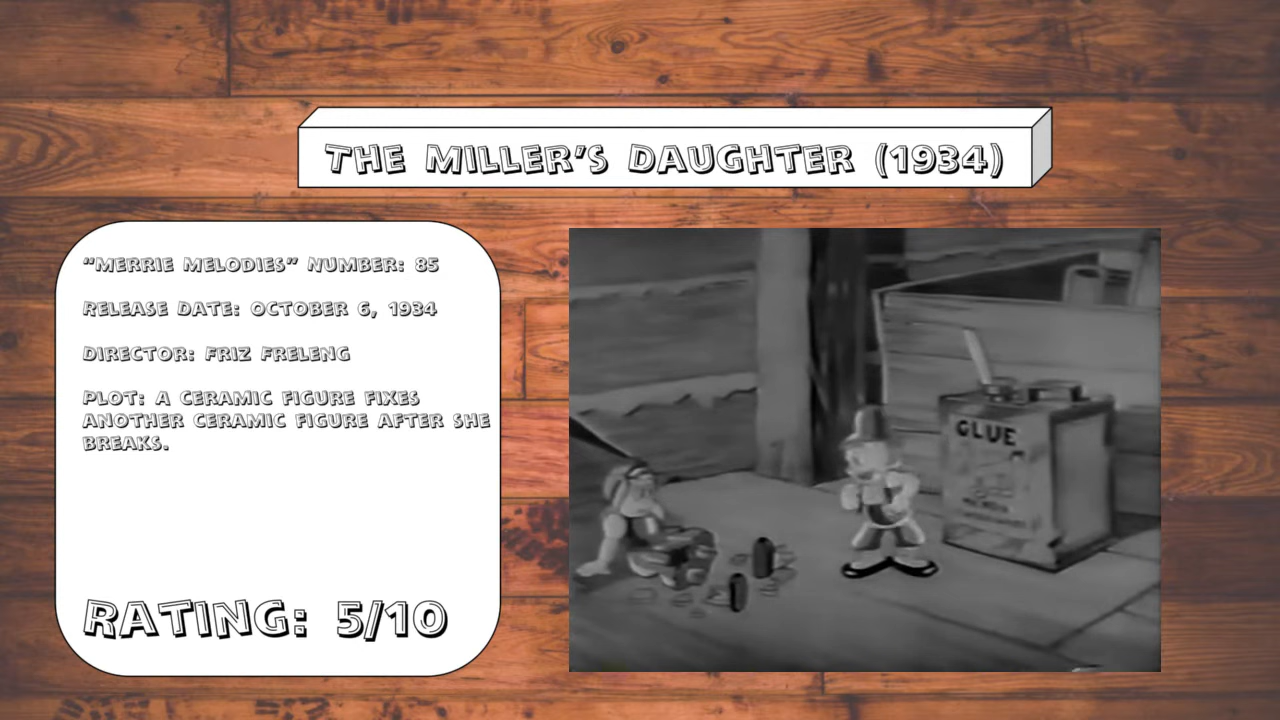 THE MILLER'S DAUGHTER (1934)
"MERRIE MELODIES" NUMBER: 85
RELEASE DATE: OCTOBER 6, 1934
DIRECTOR: FRIZ FRELENG
PLOT: A CERAMIC FIGURE FIXES
ANOTHER CERAMIC FIGURE AFTER SHE
BREAKS.
RATING: 5/10
GLUE